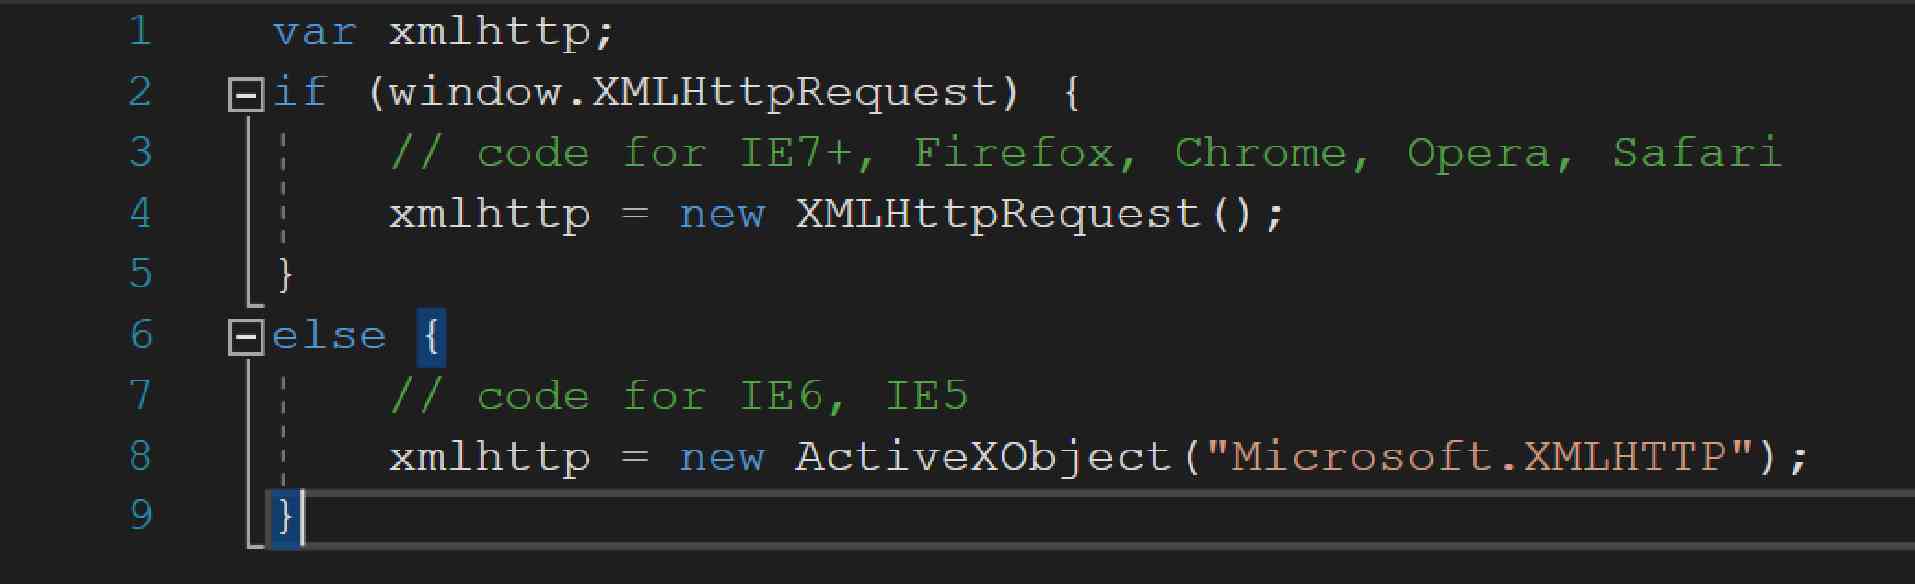 1 var xmlhttp;
2 if (window.XMLHttpRequest) {
3 // code for IE7+, Firefox, Chrome, Opera, Safari
4 xmlhttp = new XMLHttpRequest();
5 }
6 else {
7 // code for IE6, IE5
8 xmlhttp = new ActiveXObject("Microsoft.XMLHTTP");
9 }